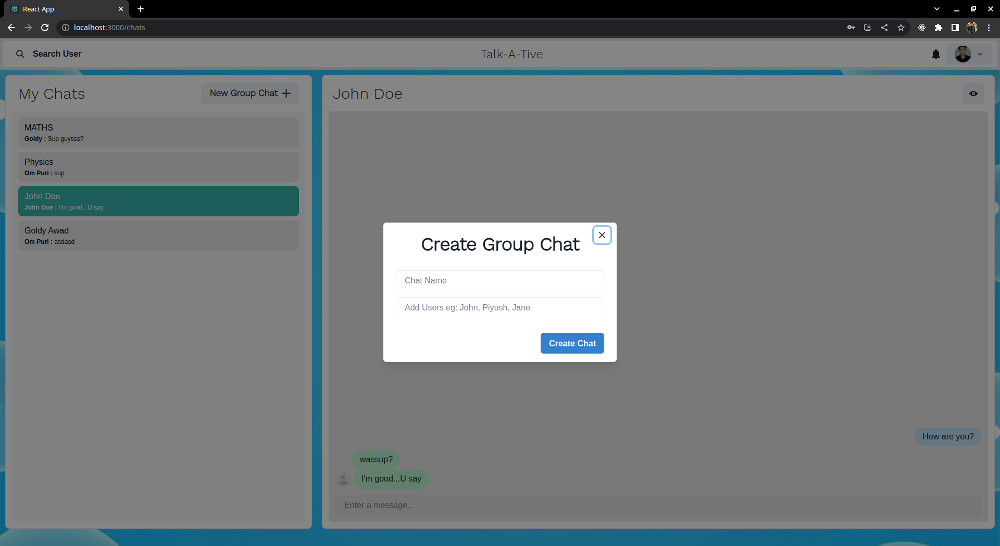 React App
localhost:3000/chats
Search User
Talk-A-Tive
My Chats
New Group Chat
MATHS
Goldy : Sup guysss?
Physics
Om Puri : sup
John Doe
John Doe : I'm good...U say
Goldy Awad
Om Puri : asdasd
John Doe
How are you?
wassup?
I'm good...U say
Enter a message..
Create Group Chat
Chat Name
Add Users eg: John, Piyush, Jane
Create Chat